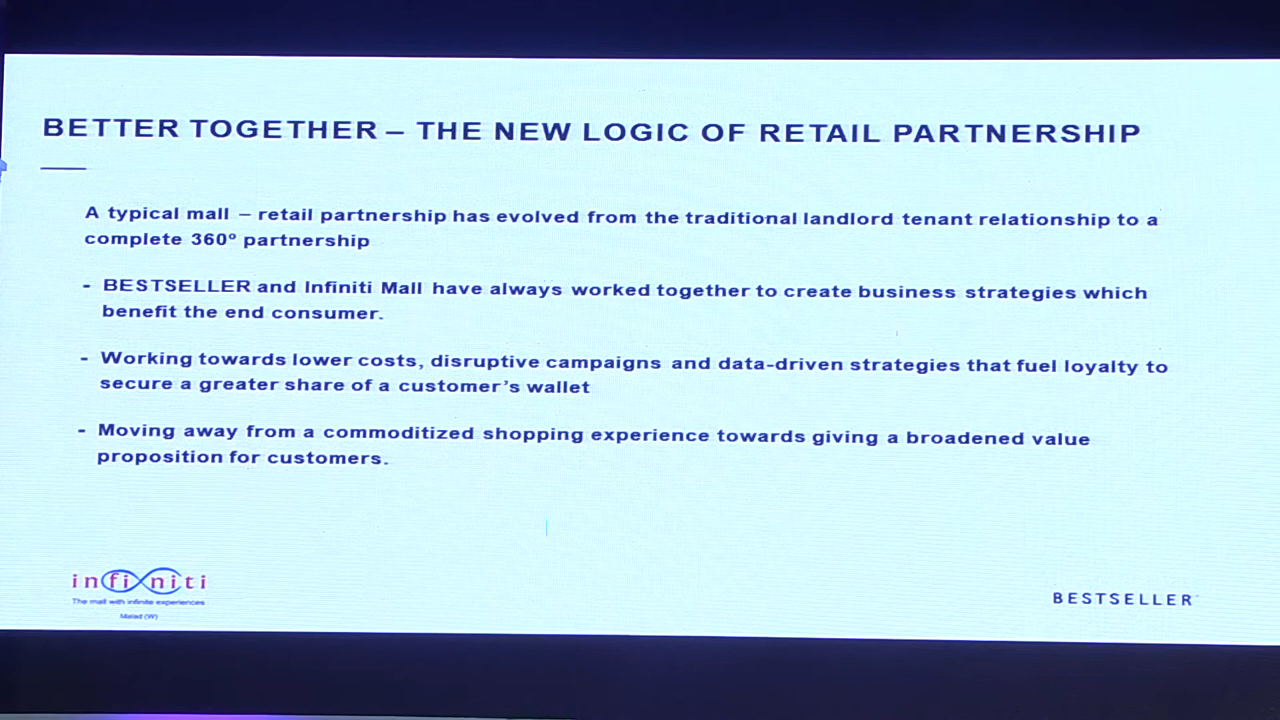 BETTER TOGETHER – THE NEW LOGIC OF RETAIL PARTNERSHIP
A typical mall – retail partnership has evolved from the traditional landlord tenant relationship to a
complete 360º partnership
- BESTSELLER and Infiniti Mall have always worked together to create business strategies which
benefit the end consumer.
- Working towards lower costs, disruptive campaigns and data-driven strategies that fuel loyalty to
secure a greater share of a customer’s wallet
- Moving away from a commoditized shopping experience towards giving a broadened value
proposition for customers.
infiniti
The mall with infinite experiences
Malad (W)
BESTSELLER